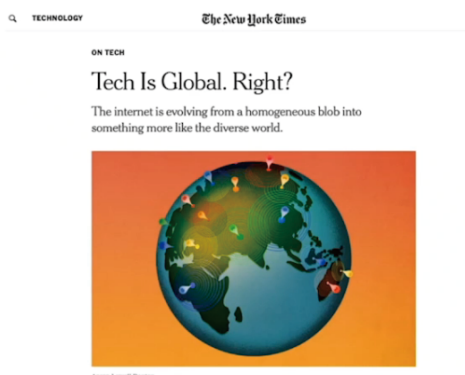 TECHNOLOGY
The New York Times
ON TECH
Tech Is Global. Right?
The internet is evolving from a homogeneous blob into
something more like the diverse world.